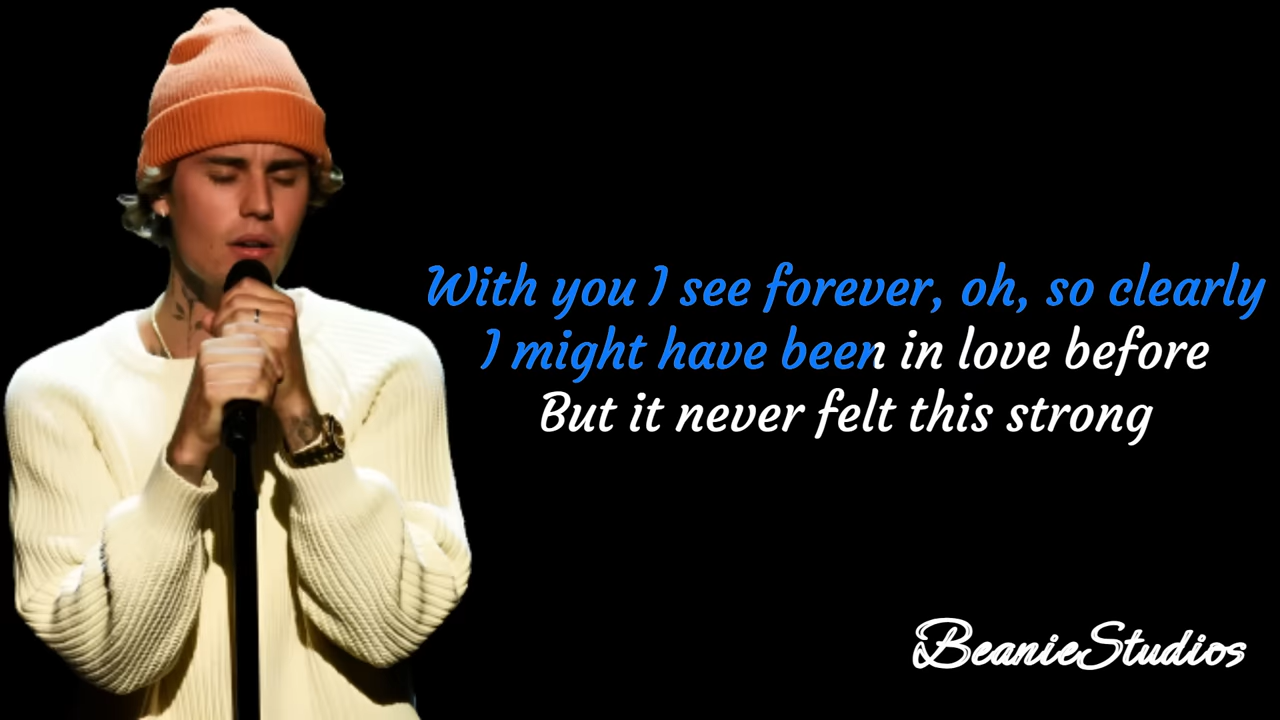 With you I see forever, oh, so clearly
I might have been in love before
But it never felt this strong
BeanieStudios